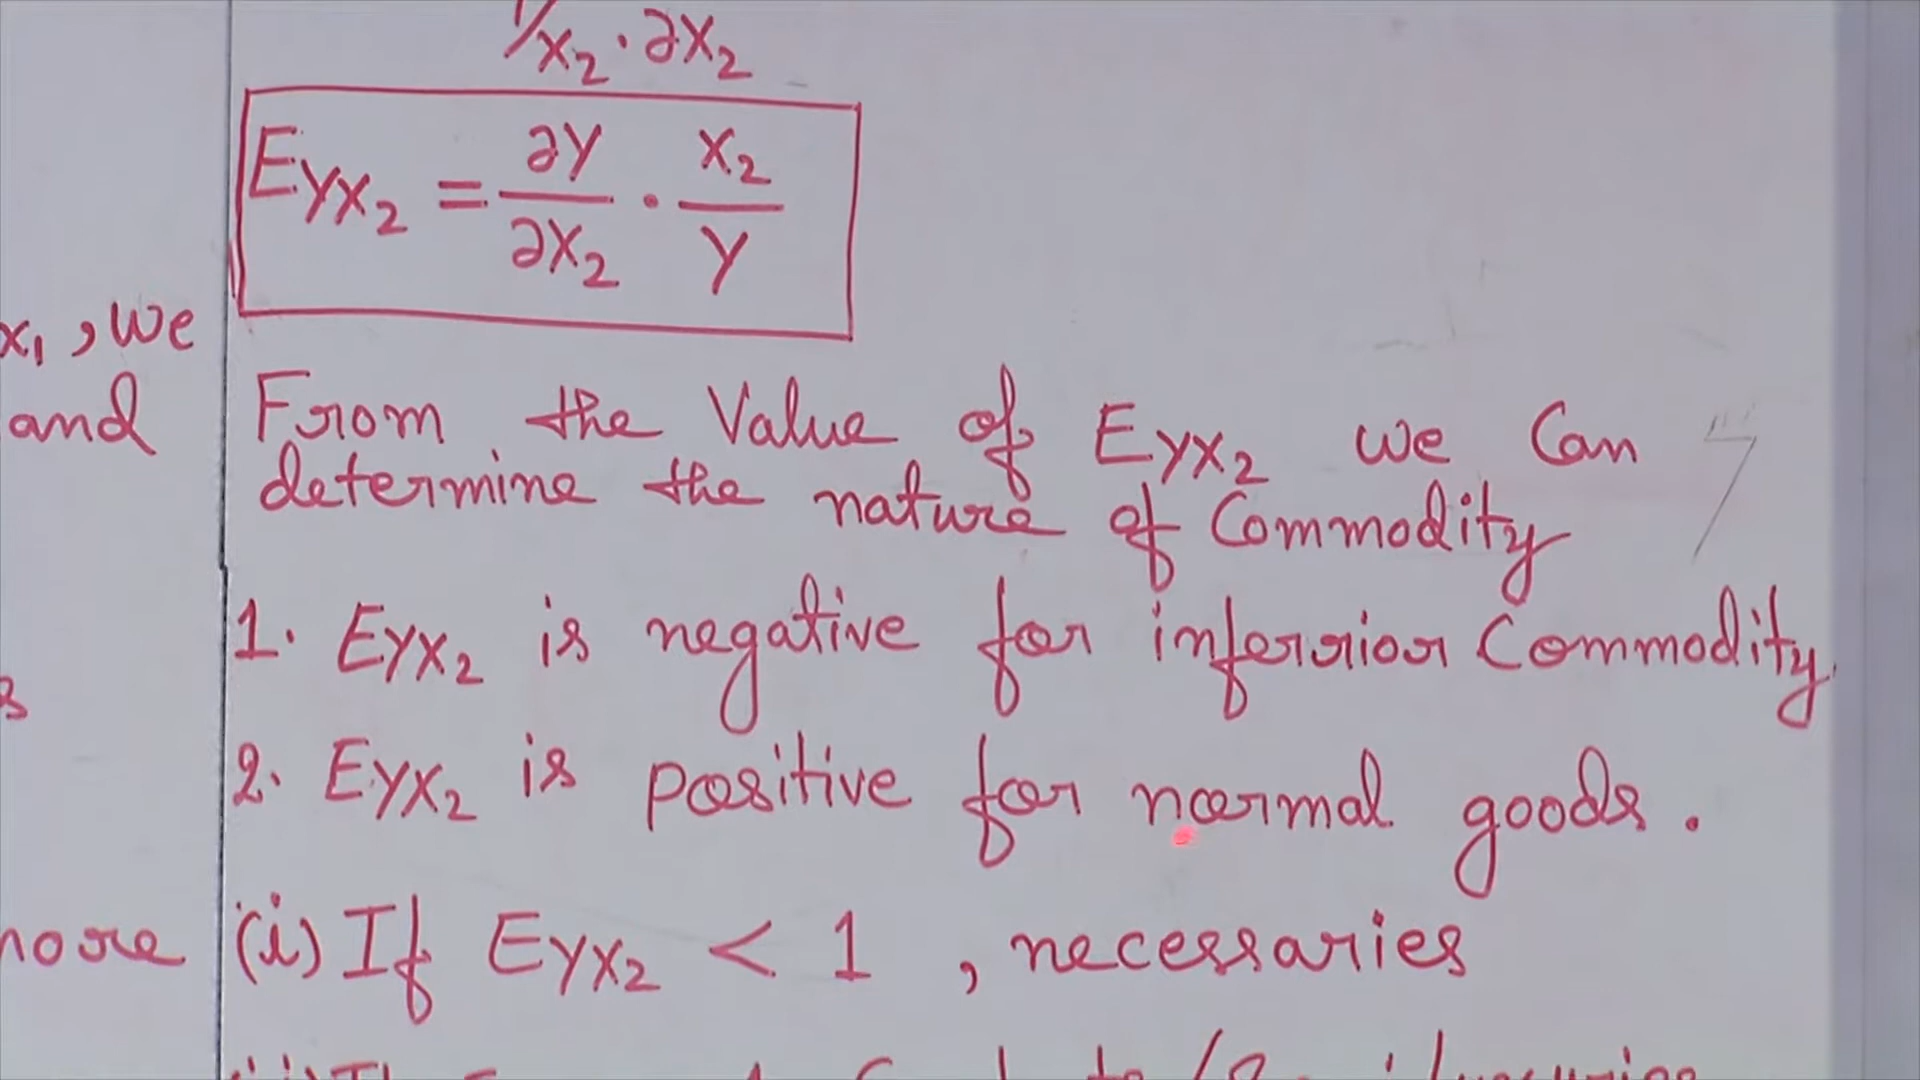 1/x₂ · ∂x₂
Eyx₂ = ∂y/∂x₂ · x₂/y
x₁, we
and
From the Value of Eyx₂ we Can
determine the nature of Commodity
1. Eyx₂ is negative for inferrior Commodity
2. Eyx₂ is positive for normal goods.
(i) If Eyx₂ < 1 , necessaries